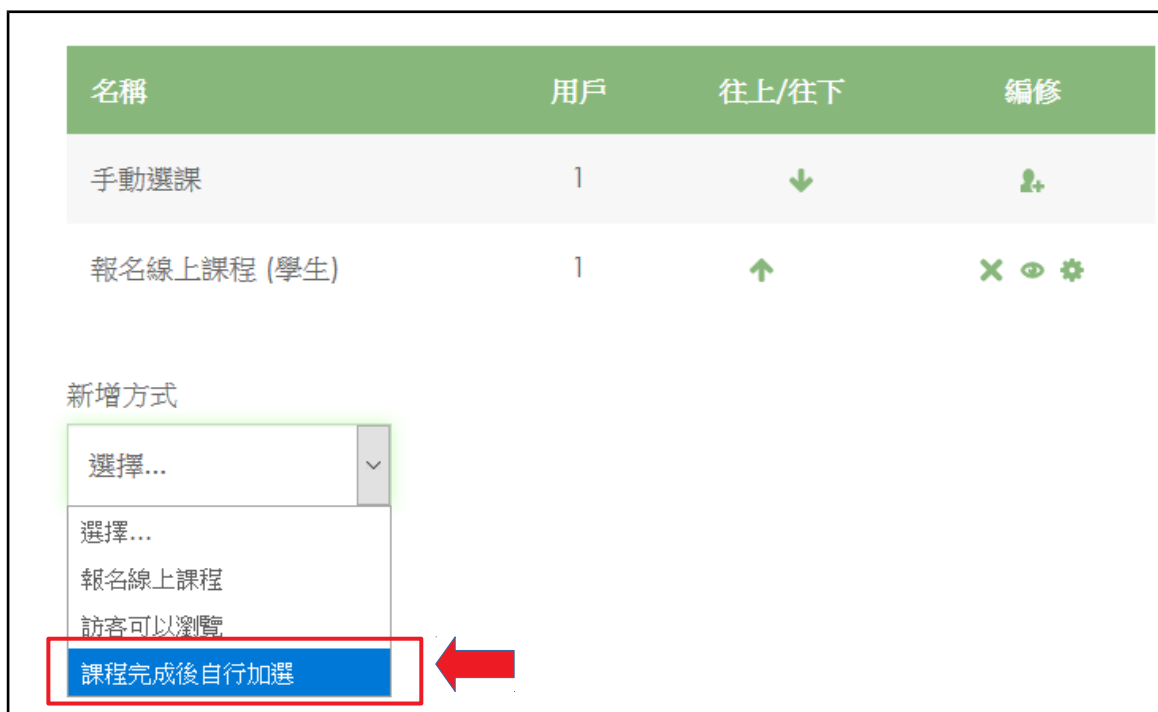 名稱 用戶 往上/往下 編修
手動選課 1
報名線上課程 (學生) 1
新增方式
選擇...
選擇...
報名線上課程
訪客可以瀏覽
課程完成後自行加選